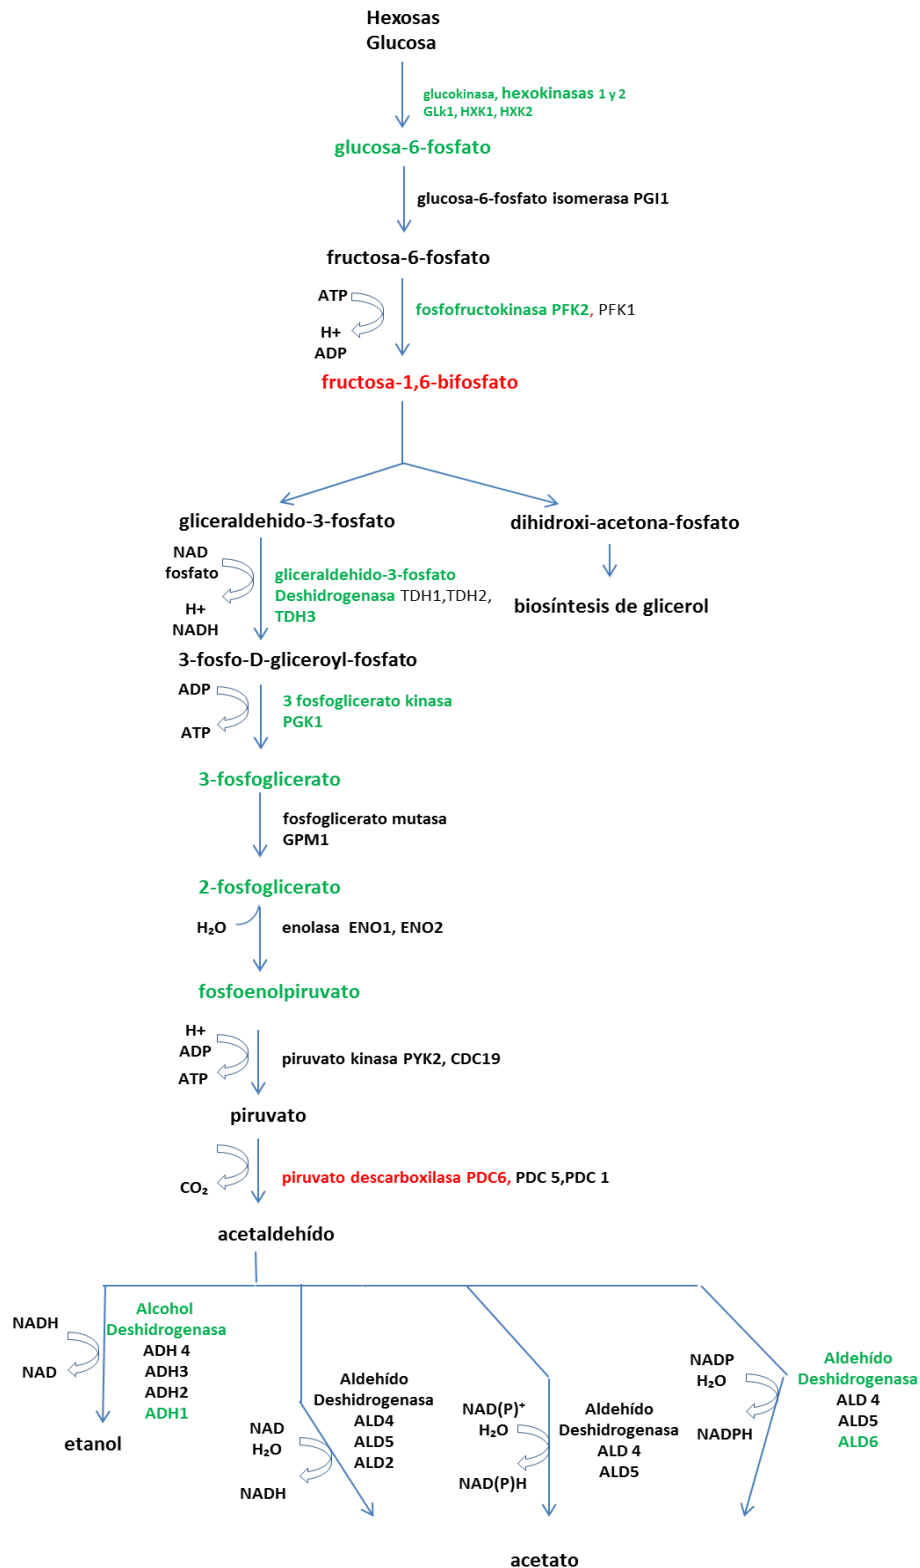 Hexosas
Glucosa
glucokinasa, hexokinasas 1 y 2
GLk1, HXK1, HXK2
glucosa-6-fosfato
glucosa-6-fosfato isomerasa PGI1
fructosa-6-fosfato
ATP
fosfofructokinasa PFK2, PFK1
H+
ADP
fructosa-1,6-bifosfato
gliceraldehido-3-fosfato
dihidroxi-acetona-fosfato
NAD
fosfato
gliceraldehido-3-fosfato
Deshidrogenasa TDH1,TDH2,
TDH3
H+
NADH
biosíntesis de glicerol
3-fosfo-D-gliceroyl-fosfato
ADP
3 fosfoglicerato kinasa
PGK1
ATP
3-fosfoglicerato
fosfoglicerato mutasa
GPM1
2-fosfoglicerato
H₂O
enolasa ENO1, ENO2
fosfoenolpiruvato
H+
ADP
ATP
piruvato kinasa PYK2, CDC19
piruvato
CO₂
piruvato descarboxilasa PDC6, PDC 5,PDC 1
acetaldehído
NADH
NAD
Alcohol
Deshidrogenasa
ADH 4
ADH3
ADH2
ADH1
etanol
NAD
H₂O
NADH
Aldehído
Deshidrogenasa
ALD4
ALD5
ALD2
NAD(P)⁺
H₂O
NAD(P)H
Aldehído
Deshidrogenasa
ALD 4
ALD5
NADP
H₂O
NADPH
Aldehído
Deshidrogenasa
ALD 4
ALD5
ALD6
acetato